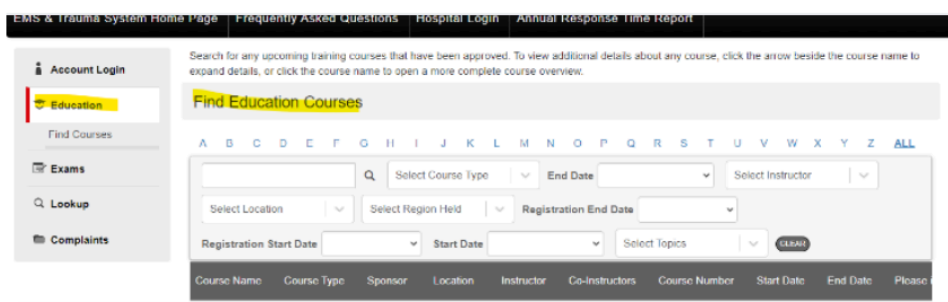 EMS & Trauma System Home Page Frequently Asked Questions Hospital Login Annual Response Time Report
Account Login
Education
Find Courses
Exams
Lookup
Complaints
Search for any upcoming training courses that have been approved. To view additional details about any course, click the arrow beside the course name to
expand details, or click the course name to open a more complete course overview.
Find Education Courses
A B C D E F G H I J K L M N O P Q R S T U V W X Y Z ALL
Select Course Type End Date Select Instructor
Select Location Select Region Held Registration End Date
Registration Start Date Start Date Select Topics CLEAR
Course Name Course Type Sponsor Location Instructor Co-Instructors Course Number Start Date End Date Please